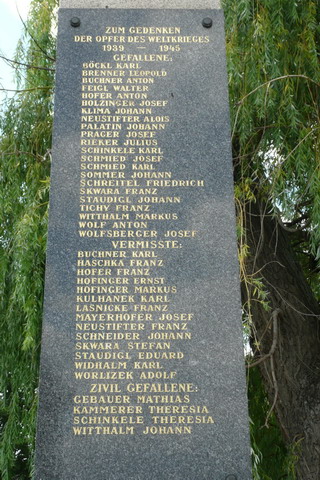 ZUM GEDENKEN
DER OPFER DES WELTKRIEGES
1939 — 1945
GEFALLENE:
BÖCKL KARL
BRENNER LEOPOLD
BUCHNER ANTON
FEIGL WALTER
HOFER ANTON
HOLZINGER JOSEF
KLIMA JOHANN
NEUSTIFTER ALOIS
PALATIN JOHANN
PRAGER JOSEF
RIEKER JULIUS
SCHINKELE KARL
SCHMIED JOSEF
SCHMIED KARL
SOMMER JOHANN
SCHREITEL FRIEDRICH
SKWARA FRANZ
STAUDIGL JOHANN
TICHY FRANZ
WITTHALM MARKUS
WOLF ANTON
WOLFSBERGER JOSEF
VERMISSTE:
BUCHNER KARL
HASCHKA FRANZ
HOFER FRANZ
HOFINGER ERNST
HOFINGER MARKUS
KULHANEK KARL
LASNICKE FRANZ
MAYERHOFER JOSEF
NEUSTIFTER FRANZ
SCHNEIDER JOHANN
SKWARA STEFAN
STAUDIGL EDUARD
WIDHALM KARL
WORLIZEK ADOLF
ZIVIL GEFALLENE:
GEBAUER MATHIAS
KAMMERER THERESIA
SCHINKELE THERESIA
WITTHALM JOHANN